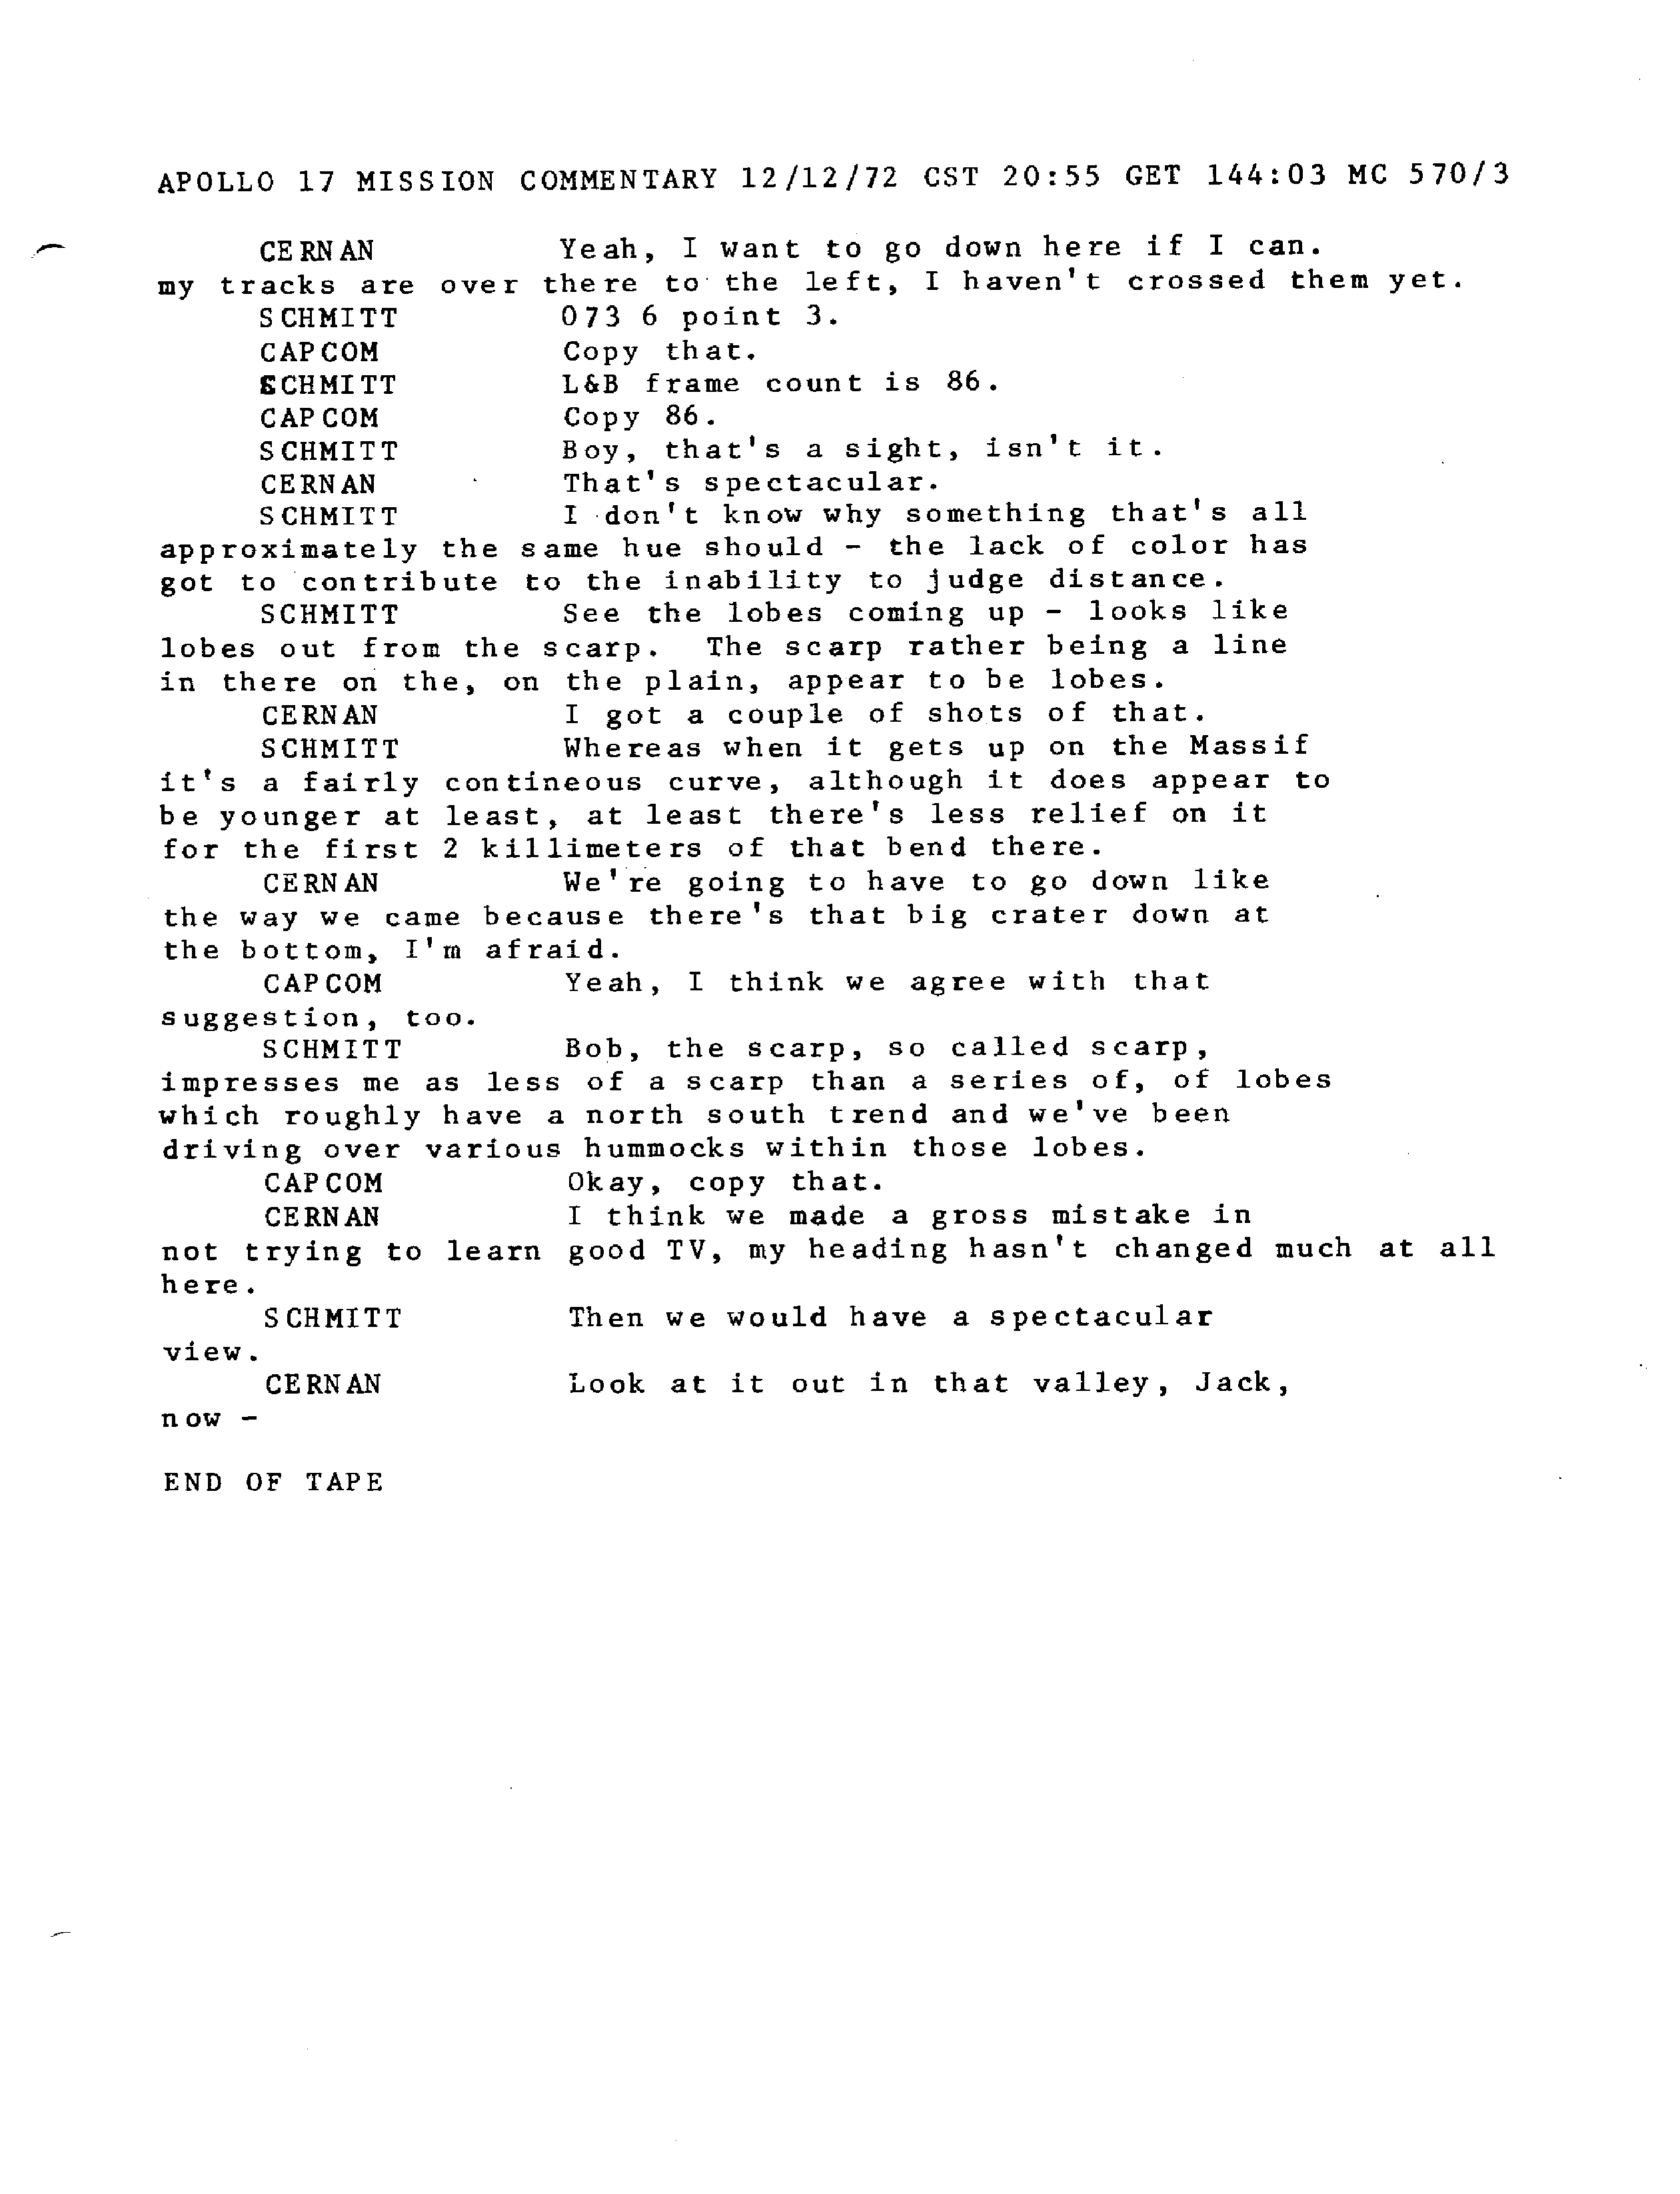 APOLLO 17 MISSION COMMENTARY 12/12/72 CST 20:55 GET 144:03 MC 570/3
CERNAN Yeah, I want to go down here if I can.
my tracks are over there to the left, I haven't crossed them yet.
SCHMITT 073 6 point 3.
CAPCOM Copy that.
SCHMITT L&B frame count is 86.
CAPCOM Copy 86.
SCHMITT Boy, that's a sight, isn't it.
CERNAN That's spectacular.
SCHMITT I don't know why something that's all
approximately the same hue should - the lack of color has
got to contribute to the inability to judge distance.
SCHMITT See the lobes coming up - looks like
lobes out from the scarp. The scarp rather being a line
in there on the, on the plain, appear to be lobes.
CERNAN I got a couple of shots of that.
SCHMITT Whereas when it gets up on the Massif
it's a fairly contineous curve, although it does appear to
be younger at least, at least there's less relief on it
for the first 2 killimeters of that bend there.
CERNAN We're going to have to go down like
the way we came because there's that big crater down at
the bottom, I'm afraid.
CAPCOM Yeah, I think we agree with that
suggestion, too.
SCHMITT Bob, the scarp, so called scarp,
impresses me as less of a scarp than a series of, of lobes
which roughly have a north south trend and we've been
driving over various hummocks within those lobes.
CAPCOM Okay, copy that.
CERNAN I think we made a gross mistake in
not trying to learn good TV, my heading hasn't changed much at all
here.
SCHMITT Then we would have a spectacular
view.
CERNAN Look at it out in that valley, Jack,
now -
END OF TAPE